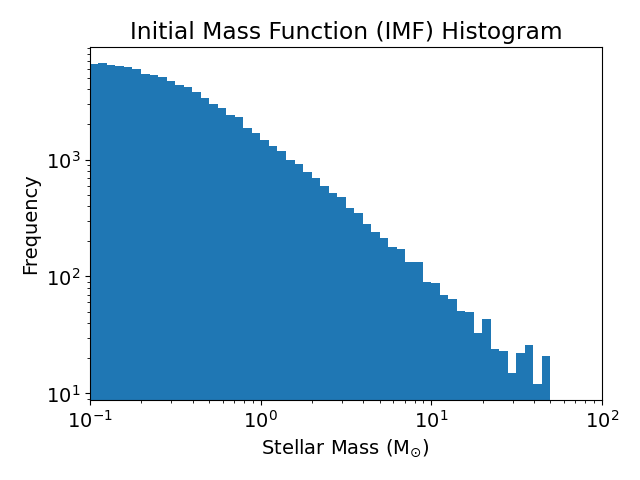 Initial Mass Function (IMF) Histogram
Frequency
10³
10²
10¹
10⁻¹ 10⁰ 10¹ 10²
Stellar Mass (M☉)